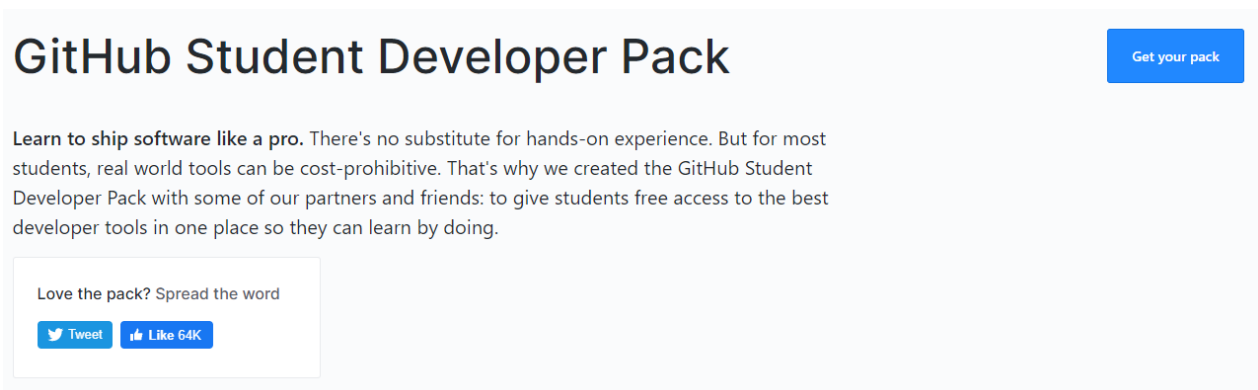 GitHub Student Developer Pack
Get your pack
Learn to ship software like a pro. There's no substitute for hands-on experience. But for most
students, real world tools can be cost-prohibitive. That's why we created the GitHub Student
Developer Pack with some of our partners and friends: to give students free access to the best
developer tools in one place so they can learn by doing.
Love the pack? Spread the word
Tweet
Like 64K